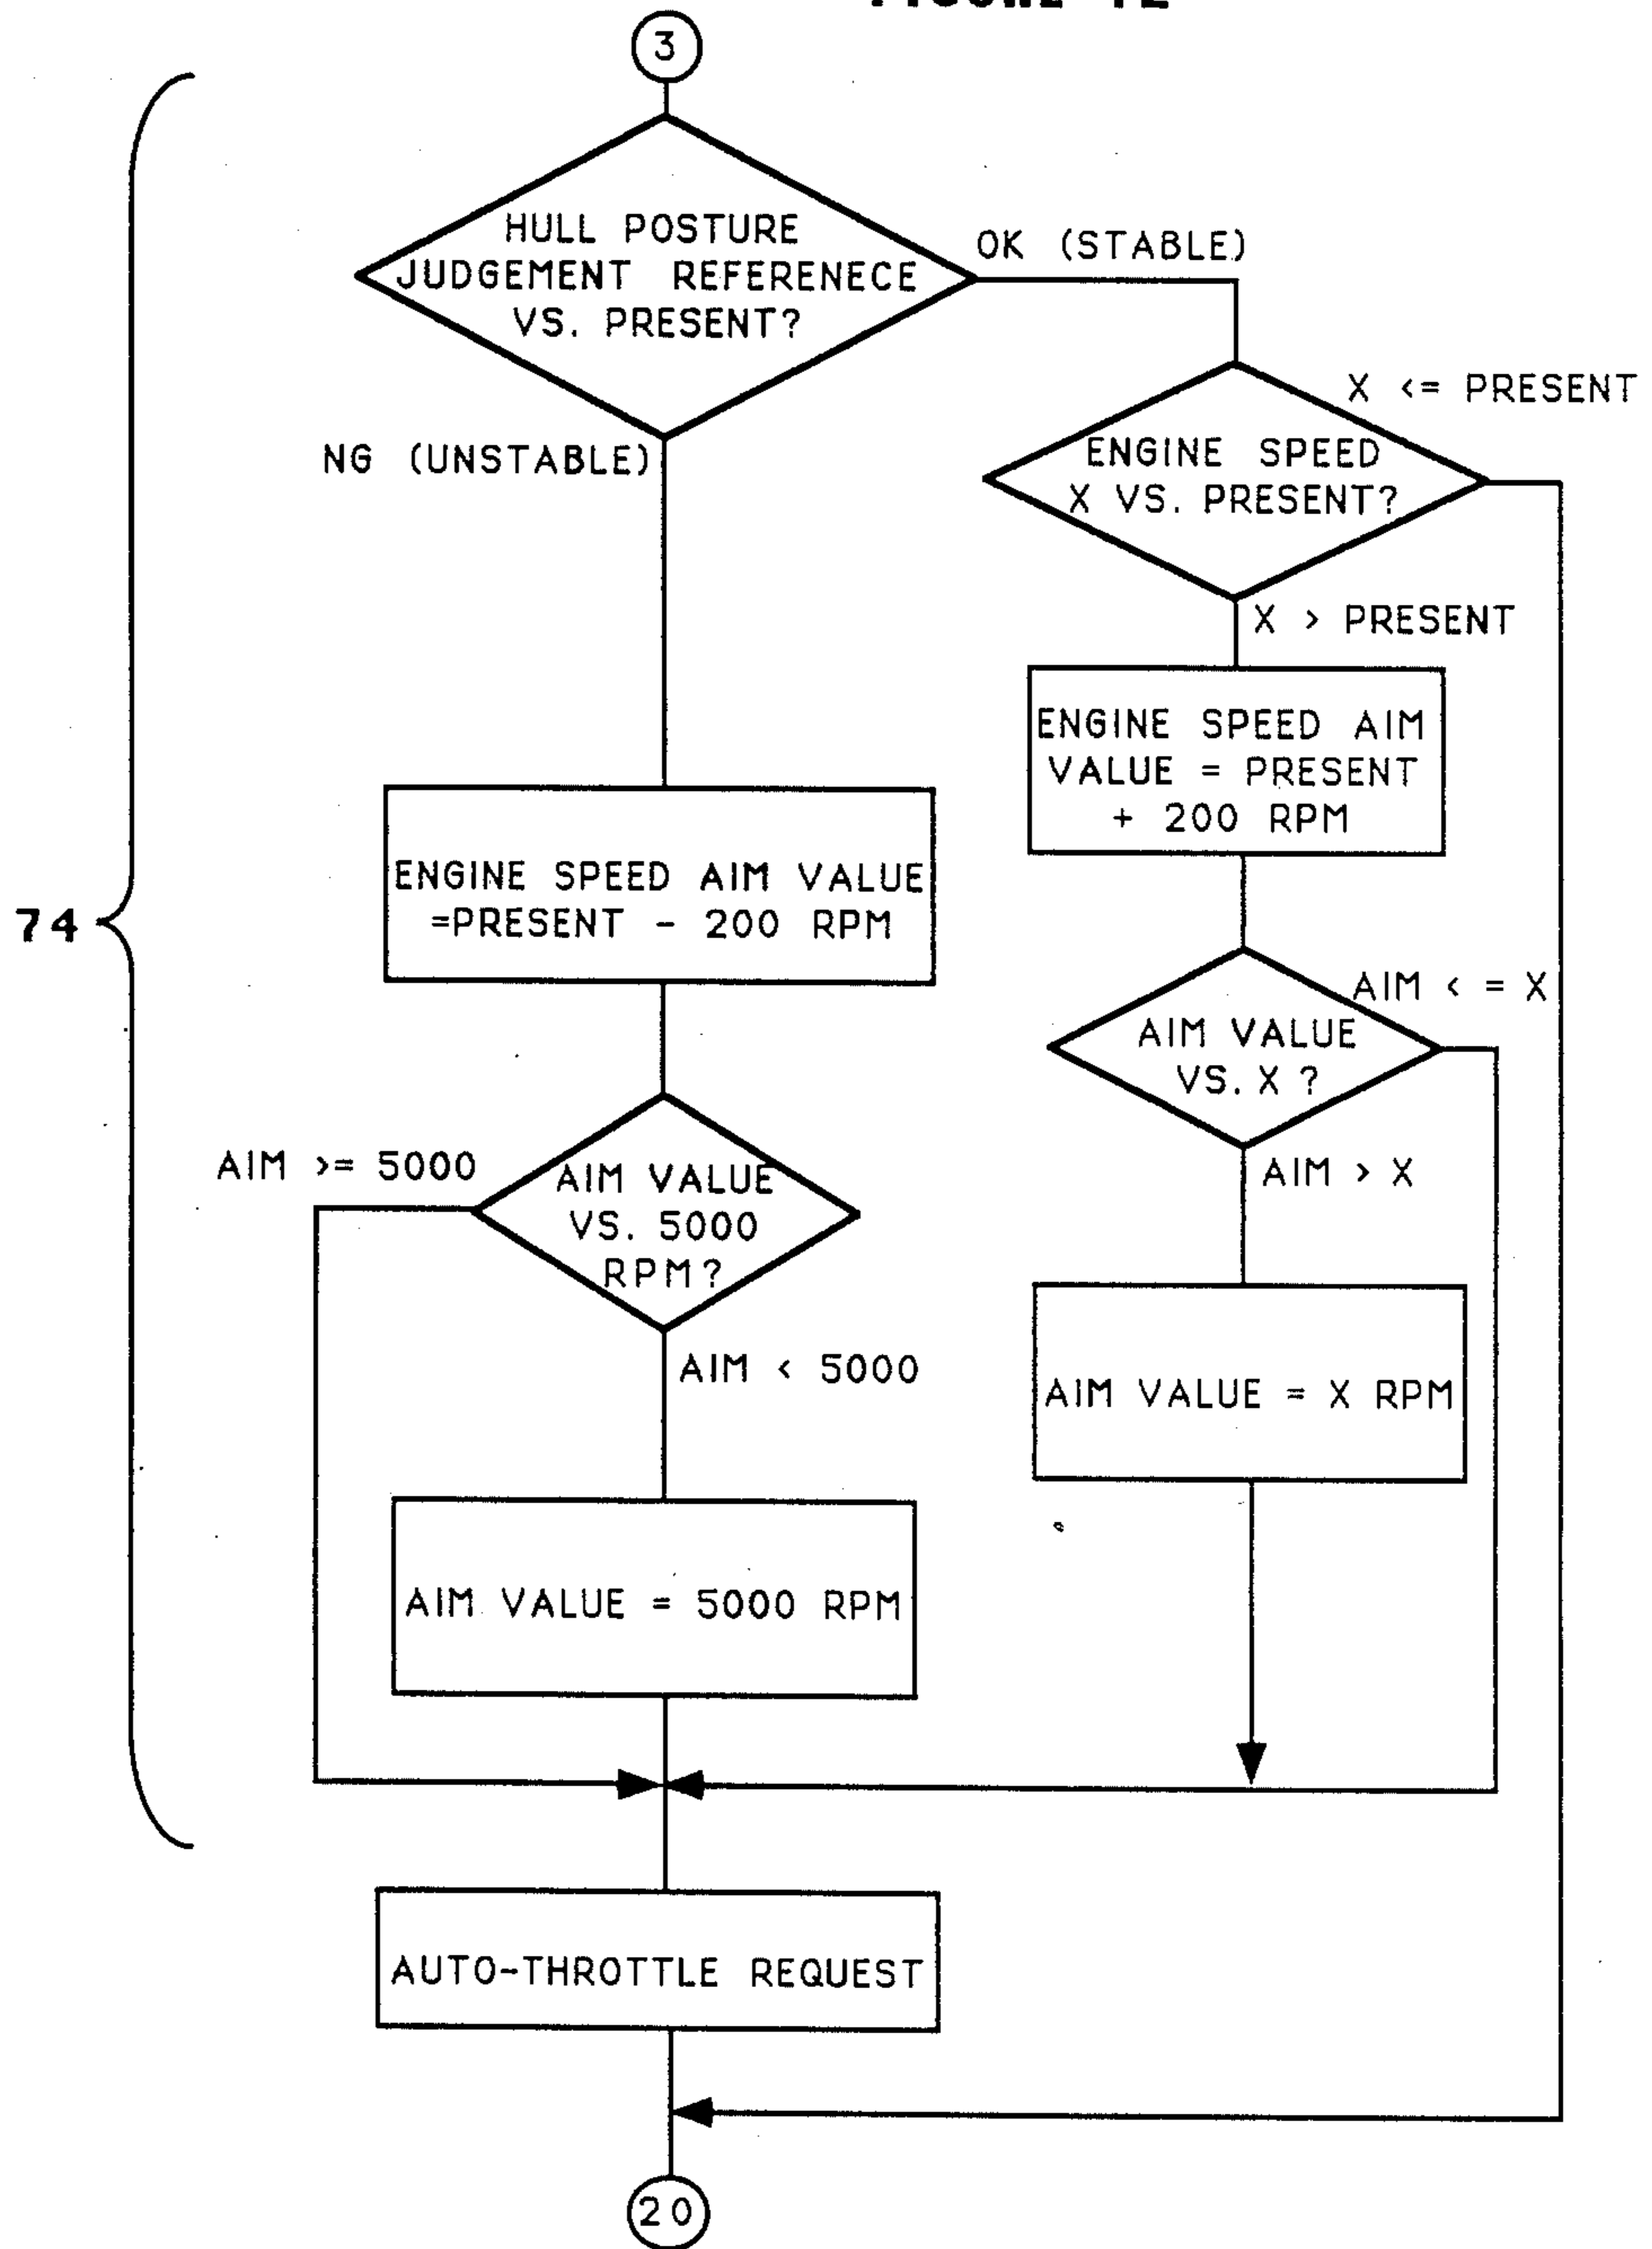 3
HULL POSTURE
JUDGEMENT REFERENECE
VS. PRESENT?
OK (STABLE)
NG (UNSTABLE)
X <= PRESENT
ENGINE SPEED
X VS. PRESENT?
X > PRESENT
ENGINE SPEED AIM
VALUE = PRESENT
+ 200 RPM
ENGINE SPEED AIM VALUE
=PRESENT - 200 RPM
74
AIM < = X
AIM VALUE
VS. X ?
AIM > X
AIM >= 5000
AIM VALUE
VS. 5000
RPM?
AIM < 5000
AIM VALUE = X RPM
AIM VALUE = 5000 RPM
AUTO-THROTTLE REQUEST
20